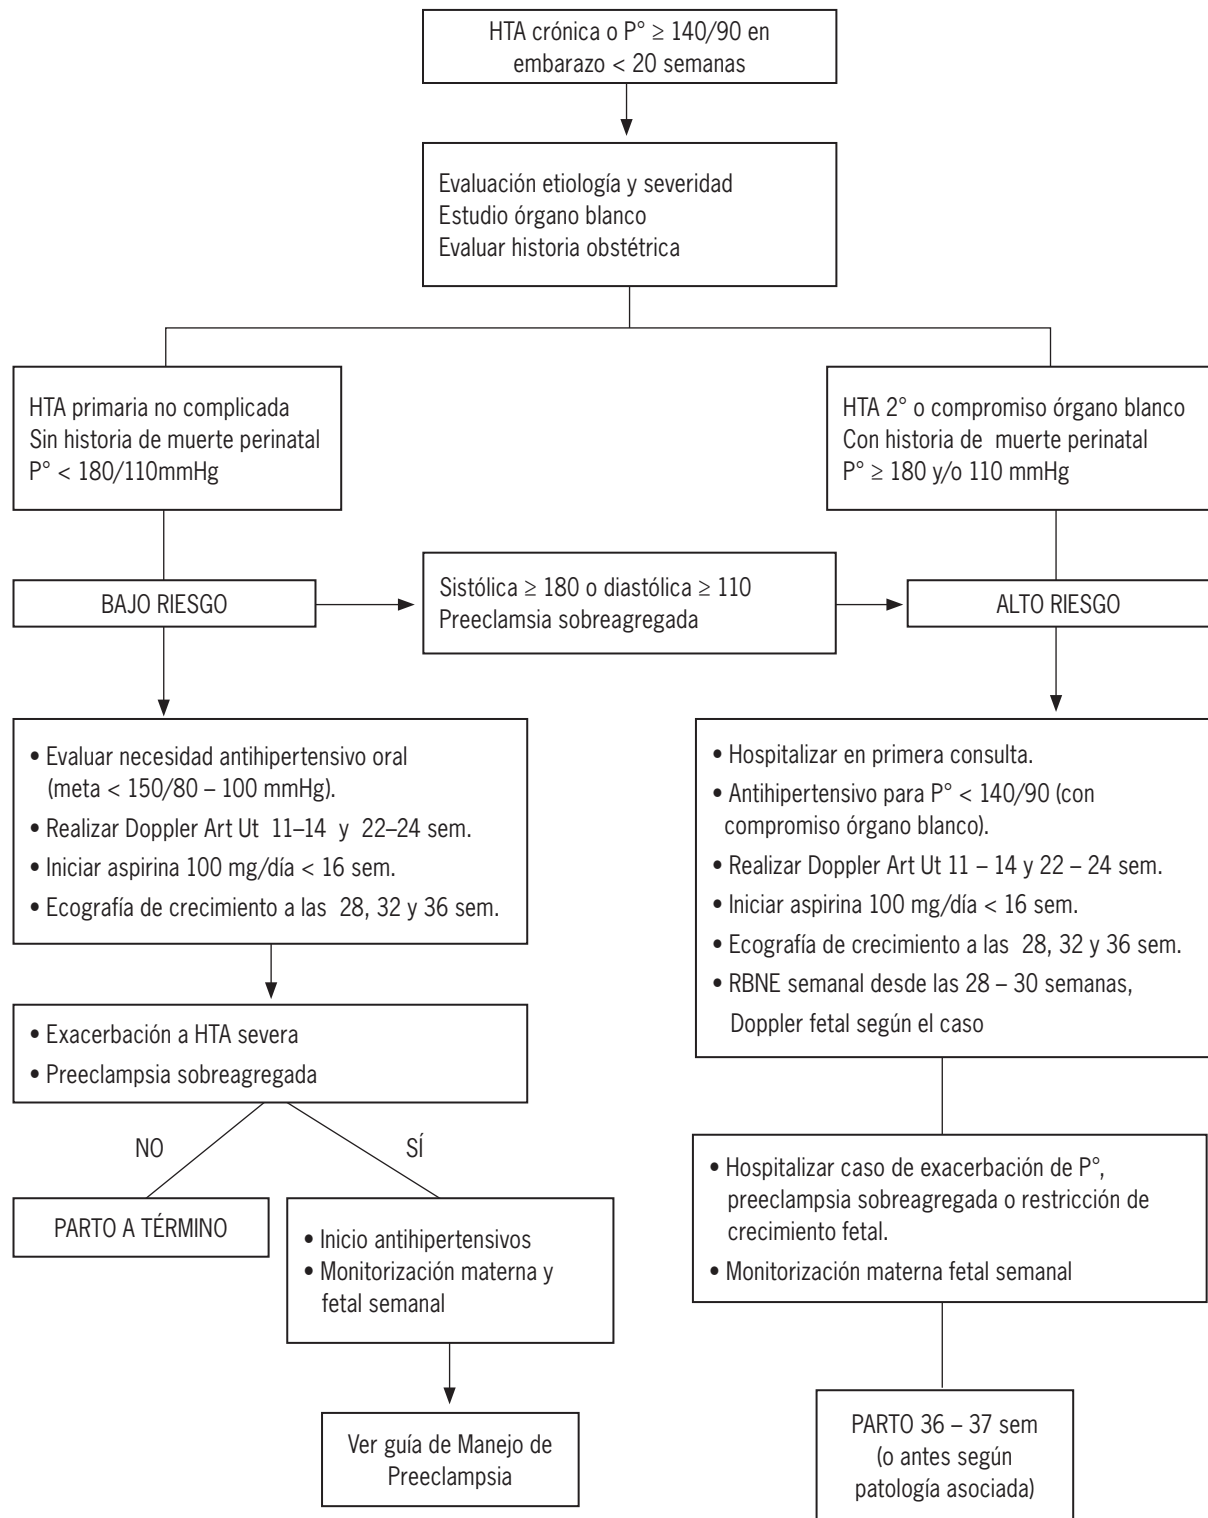 HTA crónica o P° ≥ 140/90 en
embarazo < 20 semanas
Evaluación etiología y severidad
Estudio órgano blanco
Evaluar historia obstétrica
HTA primaria no complicada
Sin historia de muerte perinatal
P° < 180/110mmHg
HTA 2° o compromiso órgano blanco
Con historia de muerte perinatal
P° ≥ 180 y/o 110 mmHg
BAJO RIESGO
Sistólica ≥ 180 o diastólica ≥ 110
Preeclamsia sobreagregada
ALTO RIESGO
• Evaluar necesidad antihipertensivo oral
(meta < 150/80 – 100 mmHg).
• Realizar Doppler Art Ut 11–14 y 22–24 sem.
• Iniciar aspirina 100 mg/día < 16 sem.
• Ecografía de crecimiento a las 28, 32 y 36 sem.
• Hospitalizar en primera consulta.
• Antihipertensivo para P° < 140/90 (con
compromiso órgano blanco).
• Realizar Doppler Art Ut 11 – 14 y 22 – 24 sem.
• Iniciar aspirina 100 mg/día < 16 sem.
• Ecografía de crecimiento a las 28, 32 y 36 sem.
• RBNE semanal desde las 28 – 30 semanas,
Doppler fetal según el caso
• Exacerbación a HTA severa
• Preeclampsia sobreagregada
NO
SÍ
PARTO A TÉRMINO
• Inicio antihipertensivos
• Monitorización materna y
fetal semanal
• Hospitalizar caso de exacerbación de P°,
preeclampsia sobreagregada o restricción de
crecimiento fetal.
• Monitorización materna fetal semanal
Ver guía de Manejo de
Preeclampsia
PARTO 36 – 37 sem
(o antes según
patología asociada)